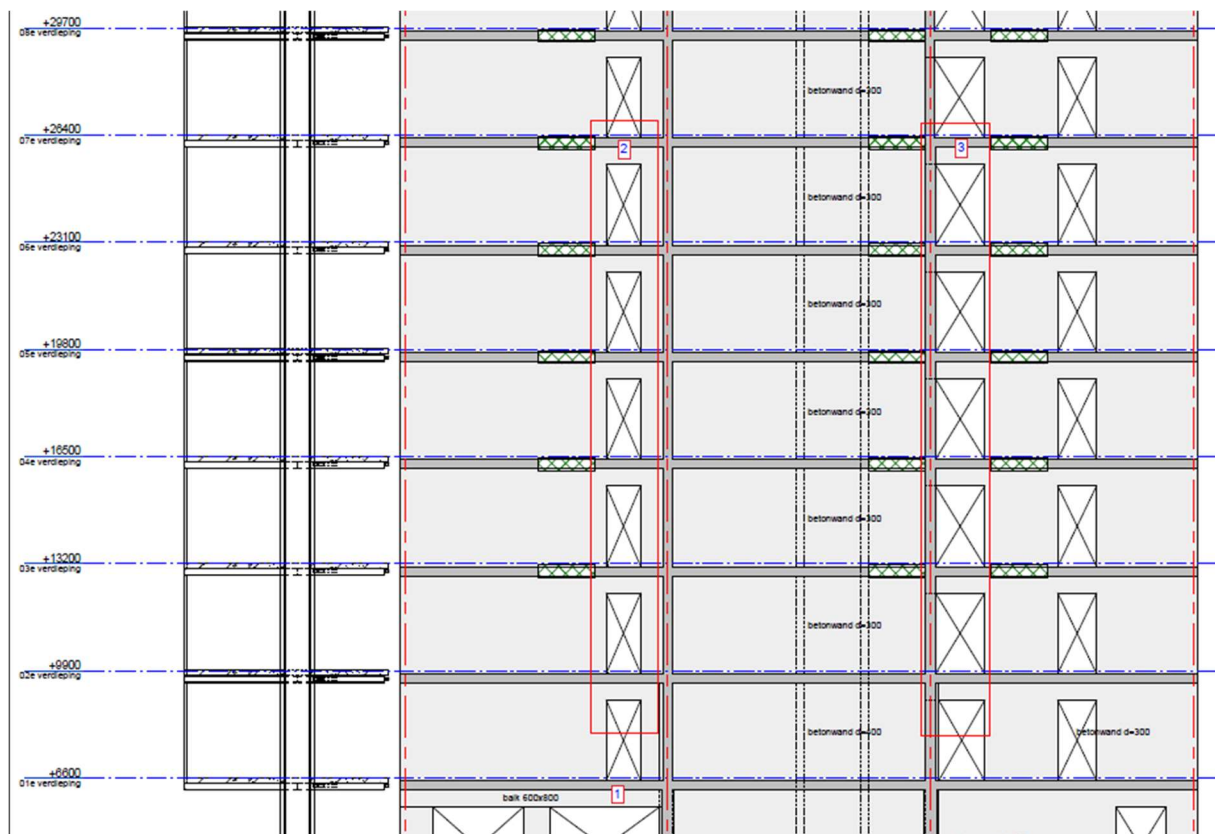 +29700
08e verdieping
betonwand d=300
+26400
07e verdieping
2
3
betonwand d=300
+23100
06e verdieping
betonwand d=300
+19800
05e verdieping
betonwand d=300
+16500
04e verdieping
betonwand d=300
+13200
03e verdieping
betonwand d=300
+9900
02e verdieping
betonwand d=400
betonwand d=300
+6600
01e verdieping
balk 600x800
1